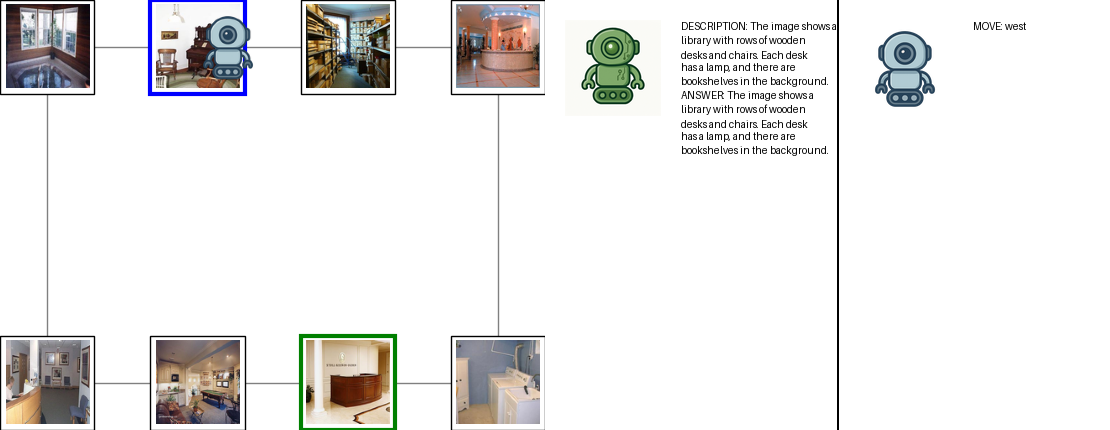 DESCRIPTION: The image shows a
library with rows of wooden
desks and chairs. Each desk
has a lamp, and there are
bookshelves in the background.
ANSWER: The image shows a
library with rows of wooden
desks and chairs. Each desk
has a lamp, and there are
bookshelves in the background.
MOVE: west